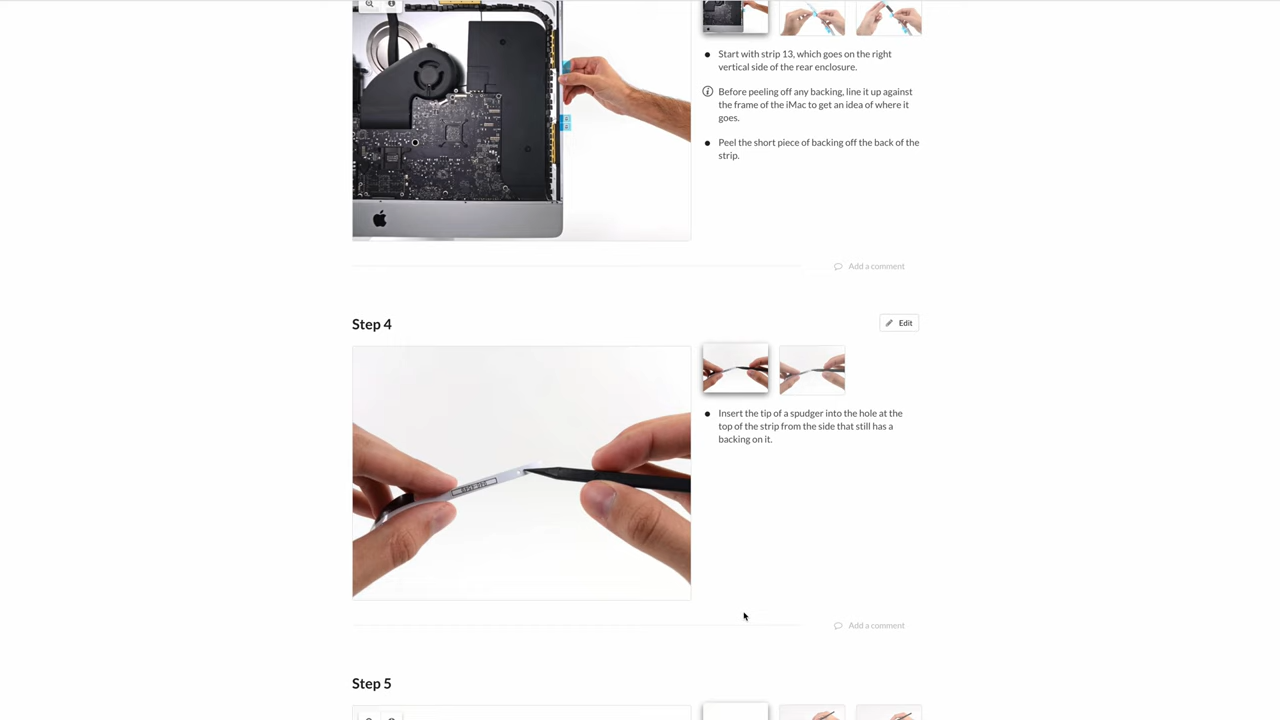 Start with strip 13, which goes on the right
vertical side of the rear enclosure.
Before peeling off any backing, line it up against
the frame of the iMac to get an idea of where it
goes.
Peel the short piece of backing off the back of the
strip.
Add a comment
Step 4
Edit
Insert the tip of a spudger into the hole at the
top of the strip from the side that still has a
backing on it.
Add a comment
Step 5